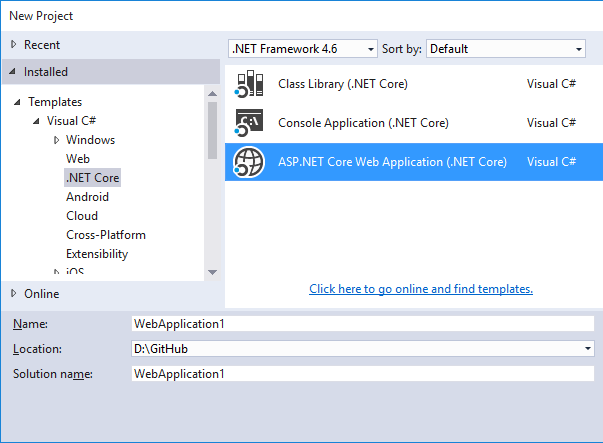 New Project
Recent
.NET Framework 4.6 Sort by: Default
Installed
Templates
Visual C#
Windows
Web
.NET Core
Android
Cloud
Cross-Platform
Extensibility
iOS
Online
Class Library (.NET Core) Visual C#
C:\ Console Application (.NET Core) Visual C#
ASP.NET Core Web Application (.NET Core) Visual C#
Click here to go online and find templates.
Name: WebApplication1
Location: D:\GitHub
Solution name: WebApplication1